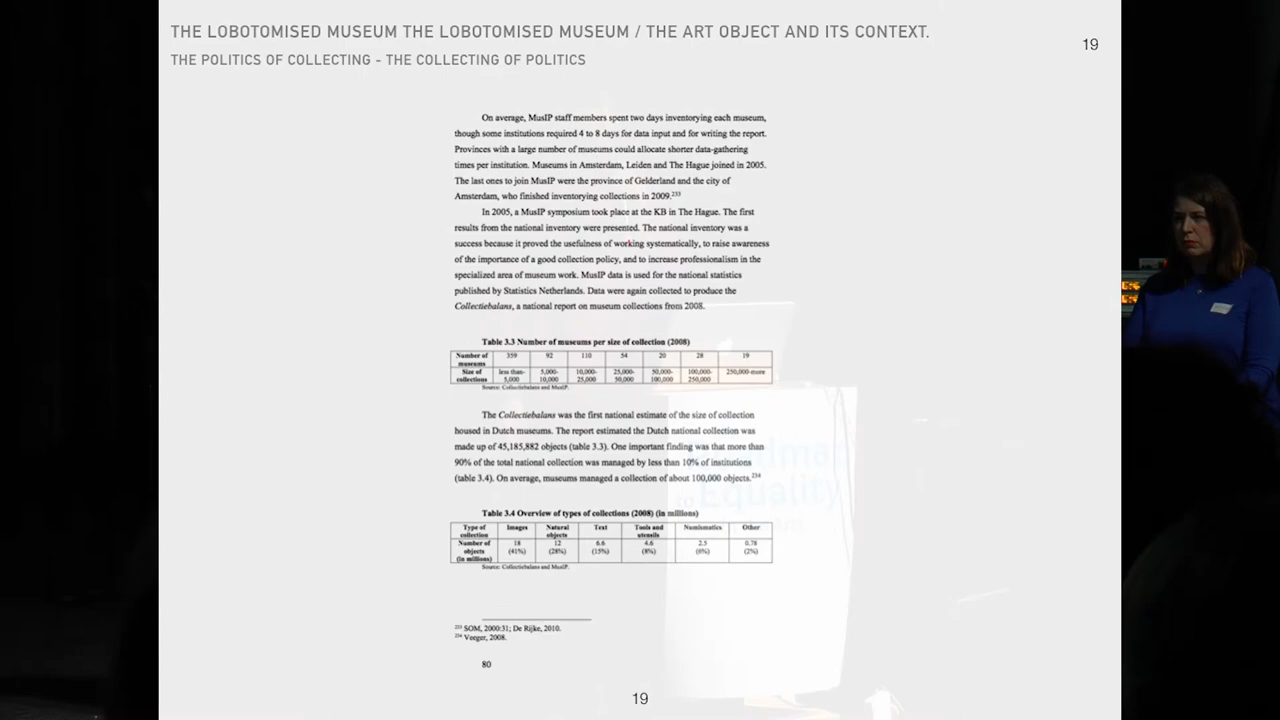 THE LOBOTOMISED MUSEUM THE LOBOTOMISED MUSEUM / THE ART OBJECT AND ITS CONTEXT.
19
THE POLITICS OF COLLECTING - THE COLLECTING OF POLITICS
On average, MusIP staff members spent two days inventorying each museum,
though some institutions required 4 to 8 days for data input and for writing the report.
Provinces with a large number of museums could allocate shorter data-gathering
times per institution. Museums in Amsterdam, Leiden and The Hague joined in 2005.
The last ones to join MusIP were the province of Gelderland and the city of
Amsterdam, who finished inventorying collections in 2009.233
In 2005, a MusIP symposium took place at the KB in The Hague. The first
results from the national inventory were presented. The national inventory was a
success because it proved the usefulness of working systematically, to raise awareness
of the importance of a good collection policy, and to increase professionalism in the
specialized area of museum work. MusIP data is used for the national statistics
published by Statistics Netherlands. Data were again collected to produce the
Collectiebalans, a national report on museum collections from 2008.
Table 3.3 Number of museums per size of collection (2008)
Number of museums 359 92 110 54 20 28 19
Size of collections less than 5,000 5,000-10,000 10,000-25,000 25,000-50,000 50,000-100,000 100,000-250,000 250,000-more
Source: Collectiebalans and MusIP.
The Collectiebalans was the first national estimate of the size of collection
housed in Dutch museums. The report estimated the Dutch national collection was
made up of 45,185,882 objects (table 3.3). One important finding was that more than
90% of the total national collection was managed by less than 10% of institutions
(table 3.4). On average, museums managed a collection of about 100,000 objects.234
Table 3.4 Overview of types of collections (2008) (in millions)
Type of collection Images Natural objects Text Tools and utensils Numismatics Other
Number of objects (in millions) 18 (41%) 12 (28%) 6.6 (15%) 4.6 (8%) 2.5 (6%) 0.78 (2%)
Source: Collectiebalans and MusIP.
Equality
233 SOM, 2000:31; De Rijke, 2010.
234 Veeger, 2008.
80
19